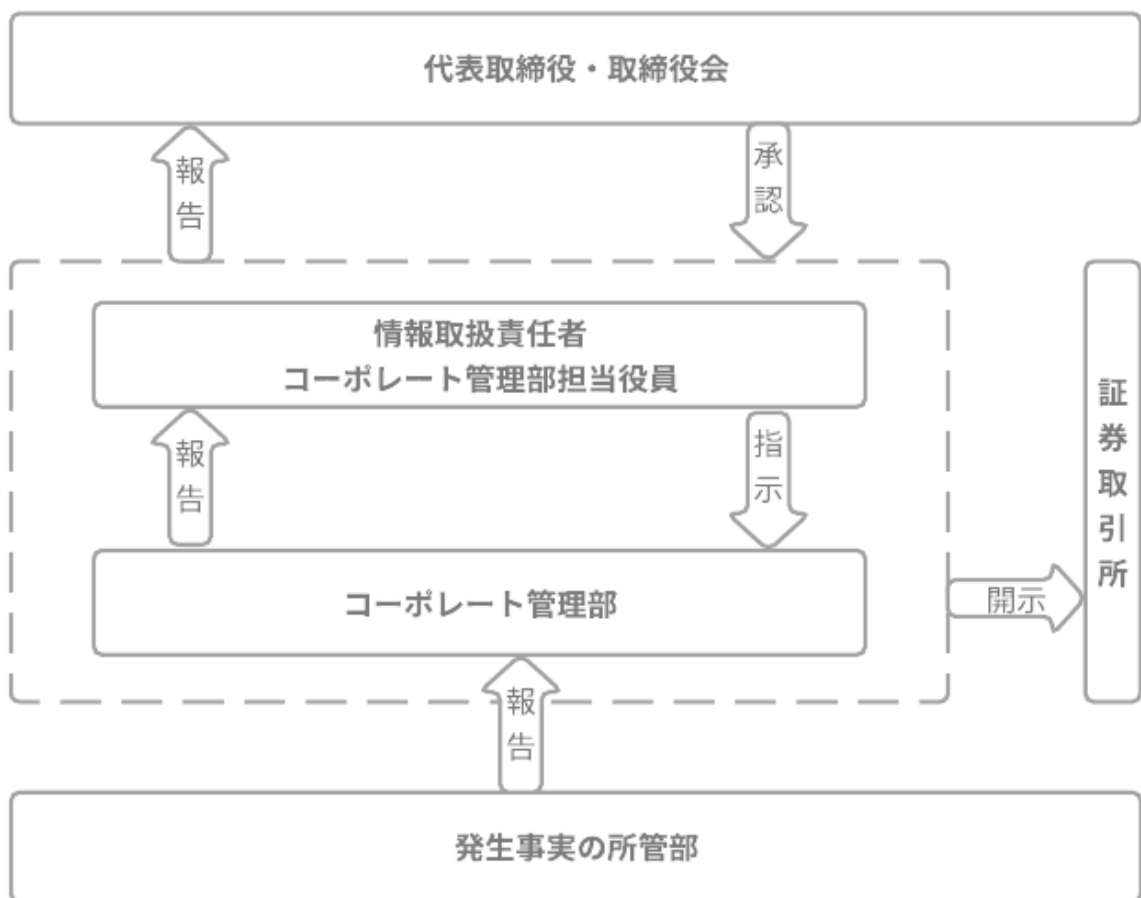 代表取締役・取締役会
報告
承認
情報取扱責任者
コーポレート管理部担当役員
報告
指示
コーポレート管理部
開示
証券取引所
報告
発生事実の所管部